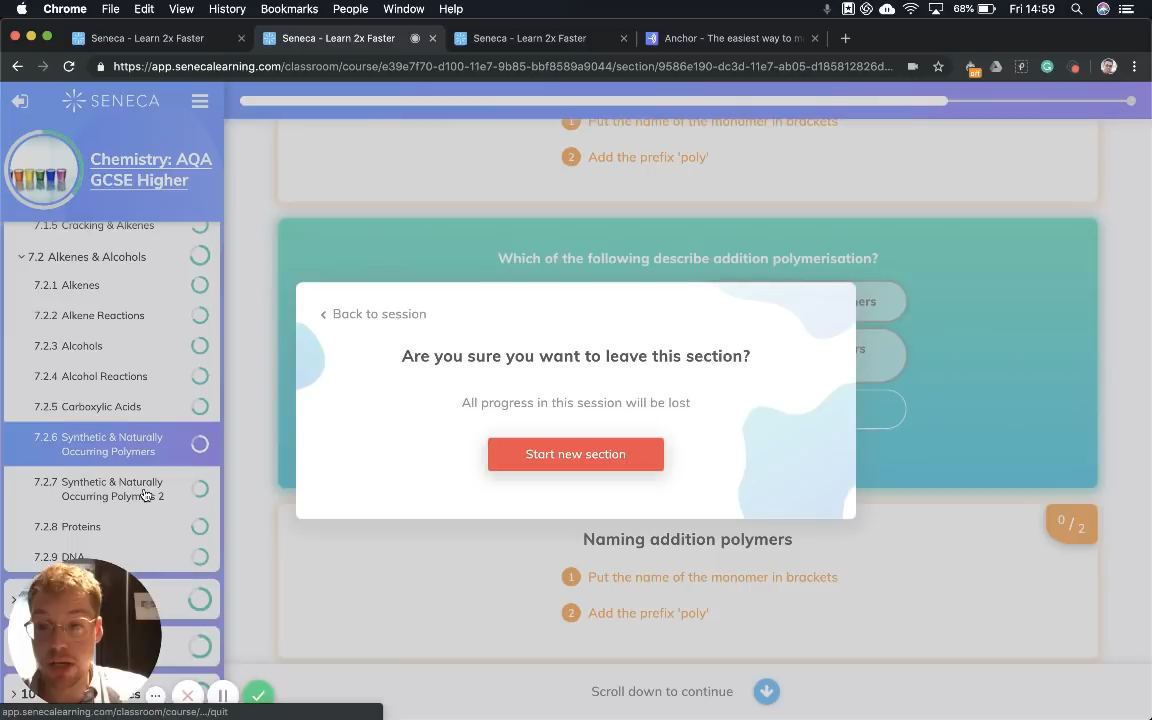 Chrome File Edit View History Bookmarks People Window Help 68% Fri 14:59
Seneca - Learn 2x Faster
Seneca - Learn 2x Faster
Seneca - Learn 2x Faster
Anchor - The easiest way to m
https://app.senecalearning.com/classroom/course/e39e7f70-d100-11e7-9b85-bbf8589a9044/section/9586e190-dc3d-11e7-ab05-d185812826d...
off
SENECA
Chemistry: AQA
GCSE Higher
7.1.5 Cracking & Alkenes
7.2 Alkenes & Alcohols
7.2.1 Alkenes
7.2.2 Alkene Reactions
7.2.3 Alcohols
7.2.4 Alcohol Reactions
7.2.5 Carboxylic Acids
7.2.6 Synthetic & Naturally
Occurring Polymers
7.2.7 Synthetic & Naturally
Occurring Polymers 2
7.2.8 Proteins
7.2.9 DNA
10
1 Put the name of the monomer in brackets
2 Add the prefix 'poly'
Which of the following describe addition polymerisation?
Back to session
Are you sure you want to leave this section?
All progress in this session will be lost
Start new section
0 / 2
Naming addition polymers
1 Put the name of the monomer in brackets
2 Add the prefix 'poly'
Scroll down to continue
app.senecalearning.com/classroom/course/.../quit